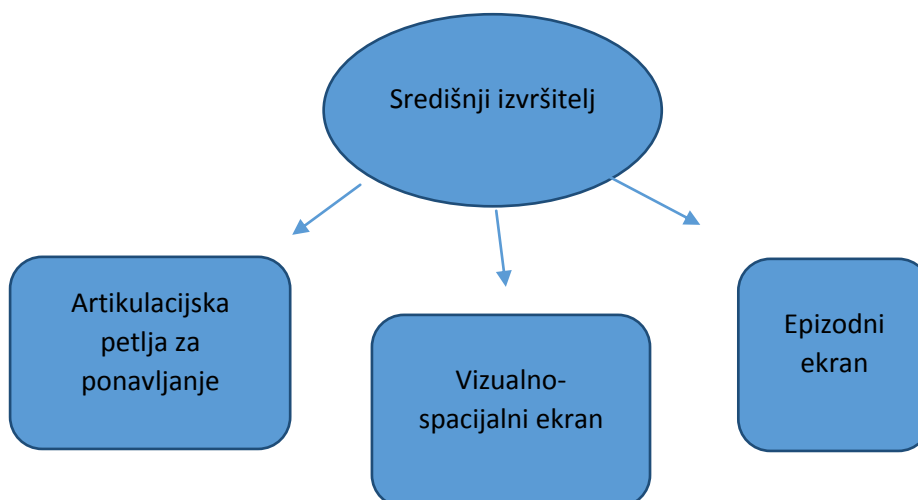 Središnji izvršitelj
Artikulacijska
petlja za
ponavljanje
Vizualno-
spacijalni ekran
Epizodni
ekran